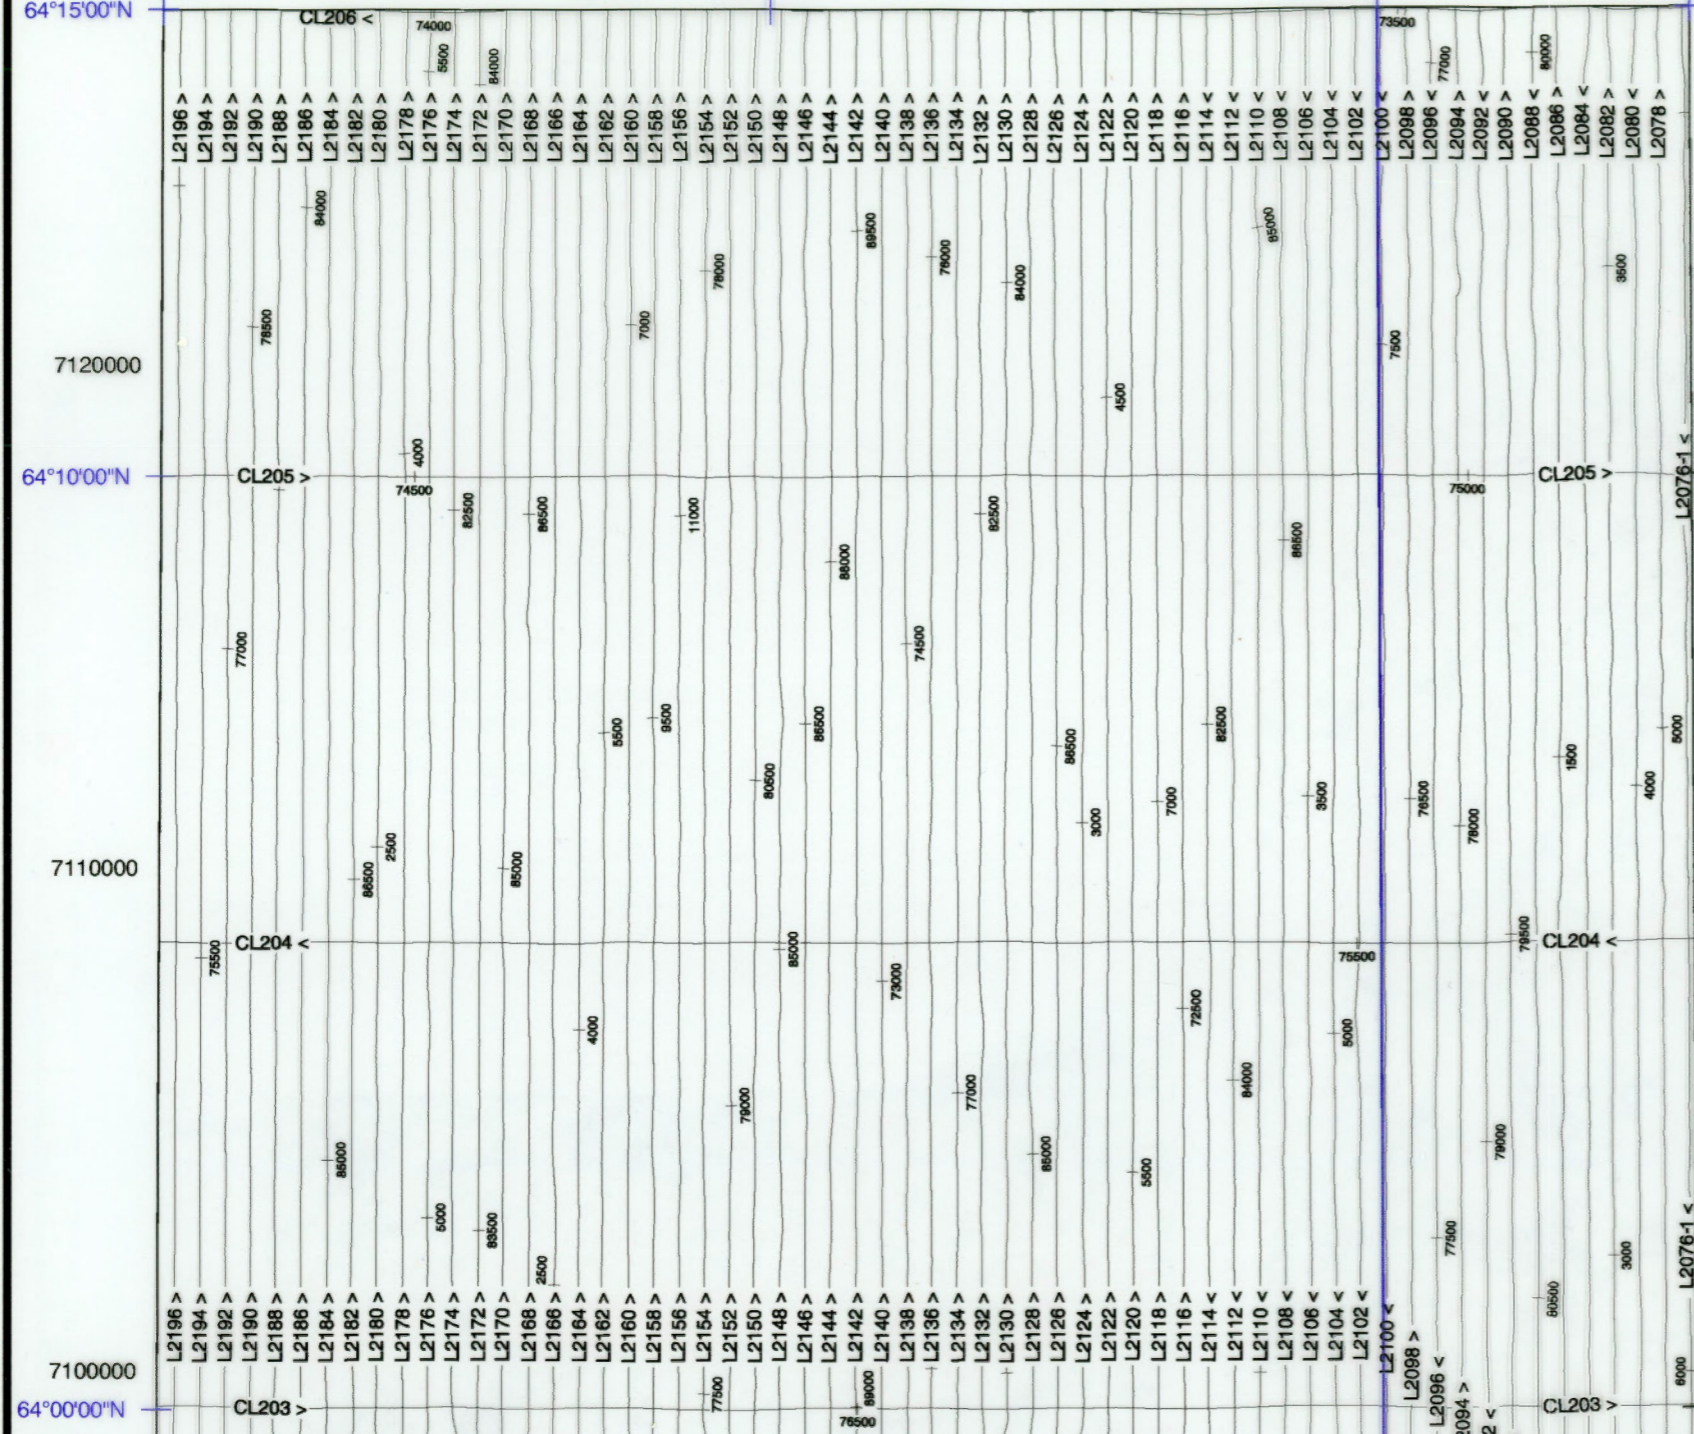 64°15'00"N
CL206 <
74000
73500
5500
84000
77000
80000
L2196 >
L2194 >
L2192 >
L2190 >
L2188 >
L2186 >
L2184 >
L2182 >
L2180 >
L2178 >
L2176 >
L2174 >
L2172 >
L2170 >
L2168 >
L2166 >
L2164 >
L2162 >
L2160 >
L2158 >
L2156 >
L2154 >
L2152 >
L2150 >
L2148 >
L2146 >
L2144 >
L2142 >
L2140 >
L2138 >
L2136 >
L2134 >
L2132 >
L2130 >
L2128 >
L2126 >
L2124 >
L2122 >
L2120 >
L2118 >
L2116 >
L2114 <
L2112 <
L2110 <
L2108 <
L2106 <
L2104 <
L2102 <
L2100 <
L2098 >
L2096 <
L2094 >
L2092 <
L2090 >
L2088 <
L2086 >
L2084 <
L2082 >
L2080 <
L2078 >
84000
89500
85000
78000
78000
84000
3500
78500
7000
7500
7120000
4500
4000
64°10'00"N
CL205 >
74500
75000
CL205 >
L2076-1 <
82500
86500
11000
82500
86500
88000
77000
74500
5500
9500
86500
86500
82500
5000
1500
80500
3000
7000
3500
76500
78000
4000
2500
7110000
86500
85000
75500
CL204 <
85000
75500
79500
CL204 <
73000
4000
72500
5000
84000
79000
77000
85000
85000
5500
79000
5000
83500
77500
3000
L2076-1 <
2500
80500
L2196 >
L2194 >
L2192 >
L2190 >
L2188 >
L2186 >
L2184 >
L2182 >
L2180 >
L2178 >
L2176 >
L2174 >
L2172 >
L2170 >
L2168 >
L2166 >
L2164 >
L2162 >
L2160 >
L2158 >
L2156 >
L2154 >
L2152 >
L2150 >
L2148 >
L2146 >
L2144 >
L2142 >
L2140 >
L2138 >
L2136 >
L2134 >
L2132 >
L2130 >
L2128 >
L2126 >
L2124 >
L2122 >
L2120 >
L2118 >
L2116 >
L2114 <
L2112 <
L2110 <
L2108 <
L2106 <
L2104 <
L2102 <
L2100 <
L2098 >
L2096 <
2094 >
2 <
7100000
6000
64°00'00"N
CL203 >
77500
89000
76500
CL203 >